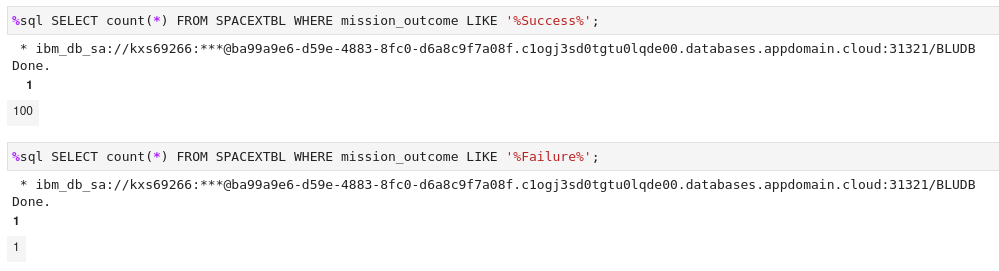 %sql SELECT count(*) FROM SPACEXTBL WHERE mission_outcome LIKE '%Success%';
* ibm_db_sa://kxs69266:***@ba99a9e6-d59e-4883-8fc0-d6a8c9f7a08f.c1ogj3sd0tgtu0lqde00.databases.appdomain.cloud:31321/BLUDB
Done.
1
100
%sql SELECT count(*) FROM SPACEXTBL WHERE mission_outcome LIKE '%Failure%';
* ibm_db_sa://kxs69266:***@ba99a9e6-d59e-4883-8fc0-d6a8c9f7a08f.c1ogj3sd0tgtu0lqde00.databases.appdomain.cloud:31321/BLUDB
Done.
1
1